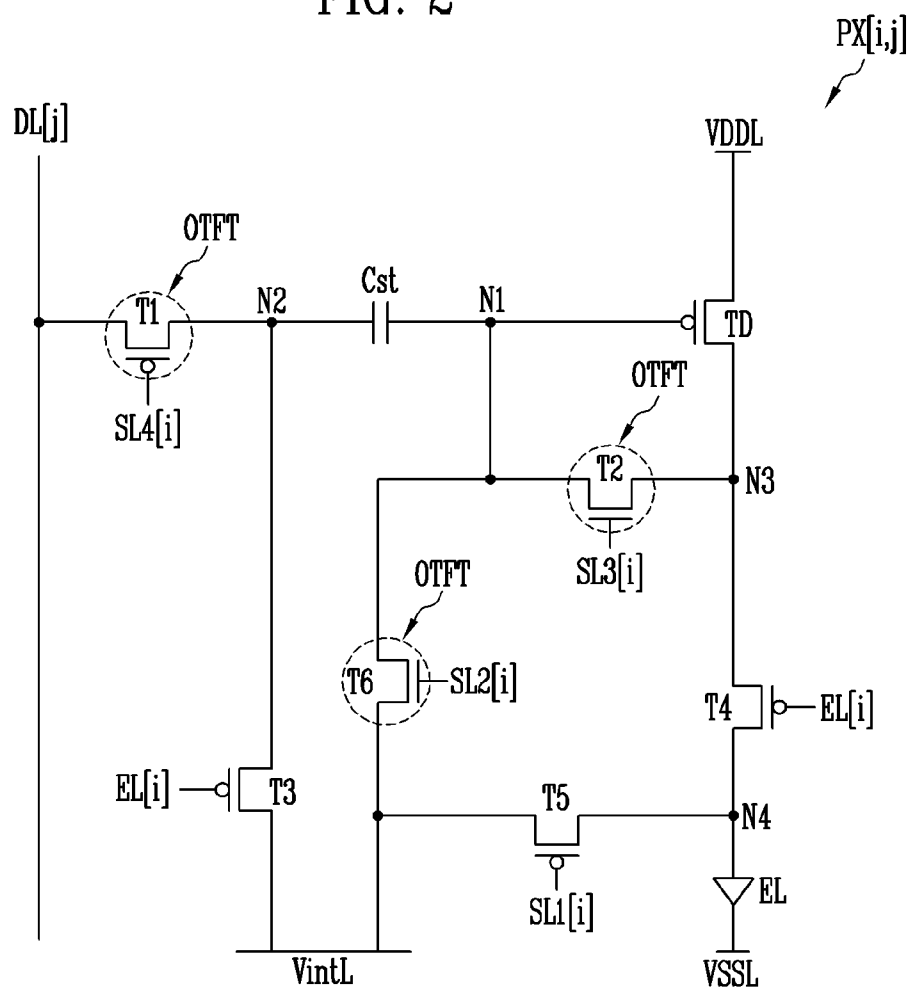 FIG. 2
PX[i,j]
DL[j]
VDDL
OTFT
T1
N2
Cst
N1
TD
OTFT
SL4[i]
T2
N3
SL3[i]
OTFT
T6
SL2[i]
T4
EL[i]
EL[i]
T3
T5
N4
SL1[i]
EL
VintL
VSSL